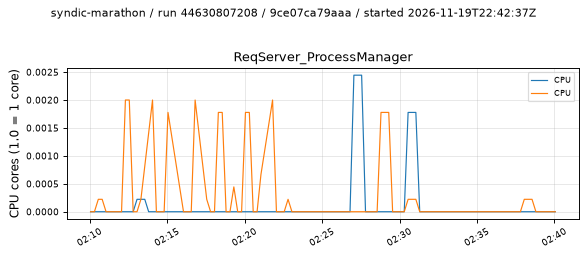 syndic-marathon / run 44630807208 / 9ce07ca79aaa / started 2026-11-19T22:42:37Z
ReqServer_ProcessManager
CPU cores (1.0 = 1 core)
0.0025
0.0020
0.0015
0.0010
0.0005
0.0000
CPU
CPU
02:10
02:15
02:20
02:25
02:30
02:35
02:40